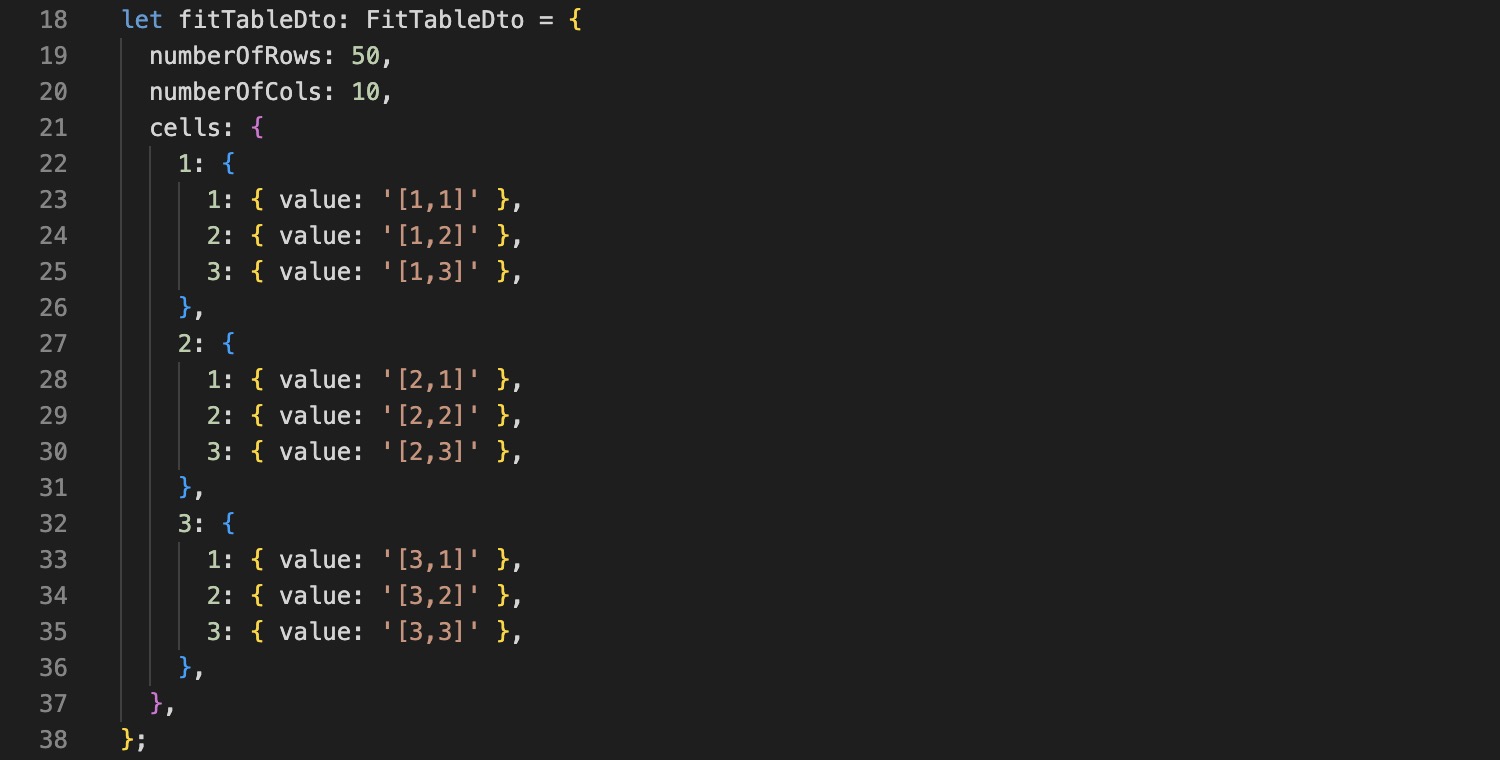 18 let fitTableDto: FitTableDto = {
19 numberOfRows: 50,
20 numberOfCols: 10,
21 cells: {
22 1: {
23 1: { value: '[1,1]' },
24 2: { value: '[1,2]' },
25 3: { value: '[1,3]' },
26 },
27 2: {
28 1: { value: '[2,1]' },
29 2: { value: '[2,2]' },
30 3: { value: '[2,3]' },
31 },
32 3: {
33 1: { value: '[3,1]' },
34 2: { value: '[3,2]' },
35 3: { value: '[3,3]' },
36 },
37 },
38 };